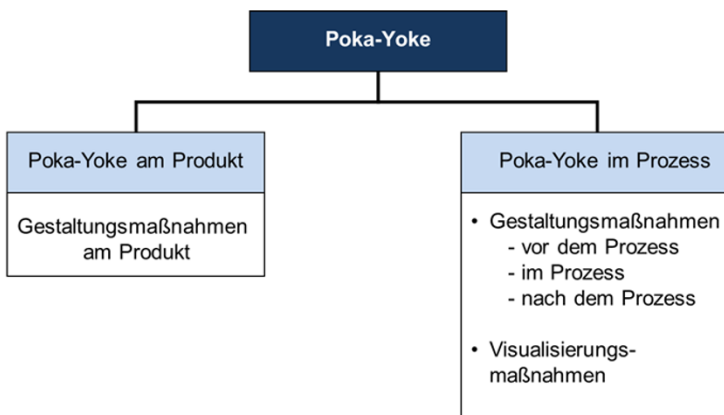 Poka-Yoke
Poka-Yoke am Produkt
Gestaltungsmaßnahmen
am Produkt
Poka-Yoke im Prozess
• Gestaltungsmaßnahmen
- vor dem Prozess
- im Prozess
- nach dem Prozess
• Visualisierungs-
maßnahmen